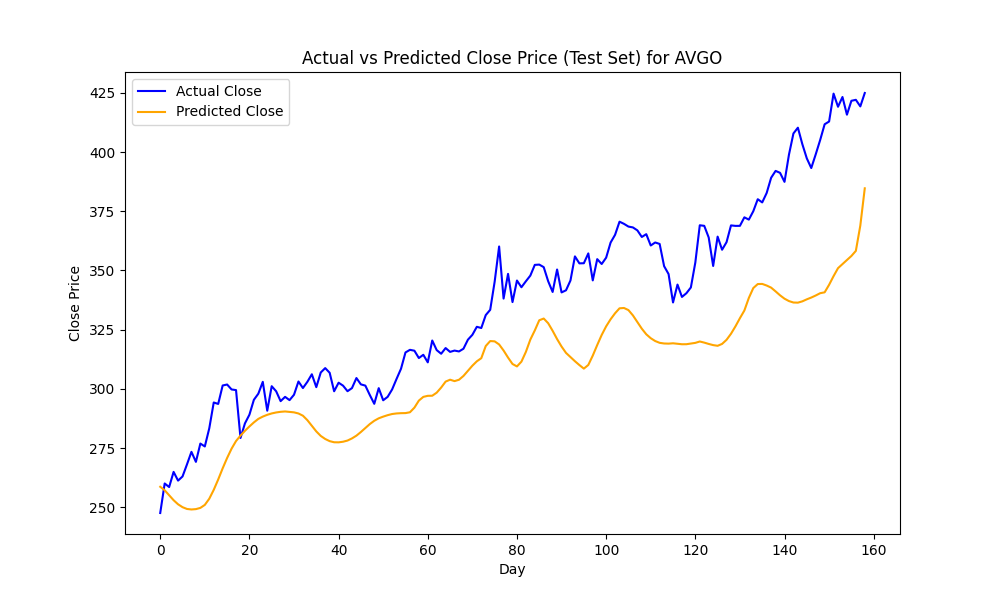 Actual vs Predicted Close Price (Test Set) for AVGO
Actual Close
Predicted Close
425
400
375
350
325
300
275
250
Close Price
0 20 40 60 80 100 120 140 160
Day